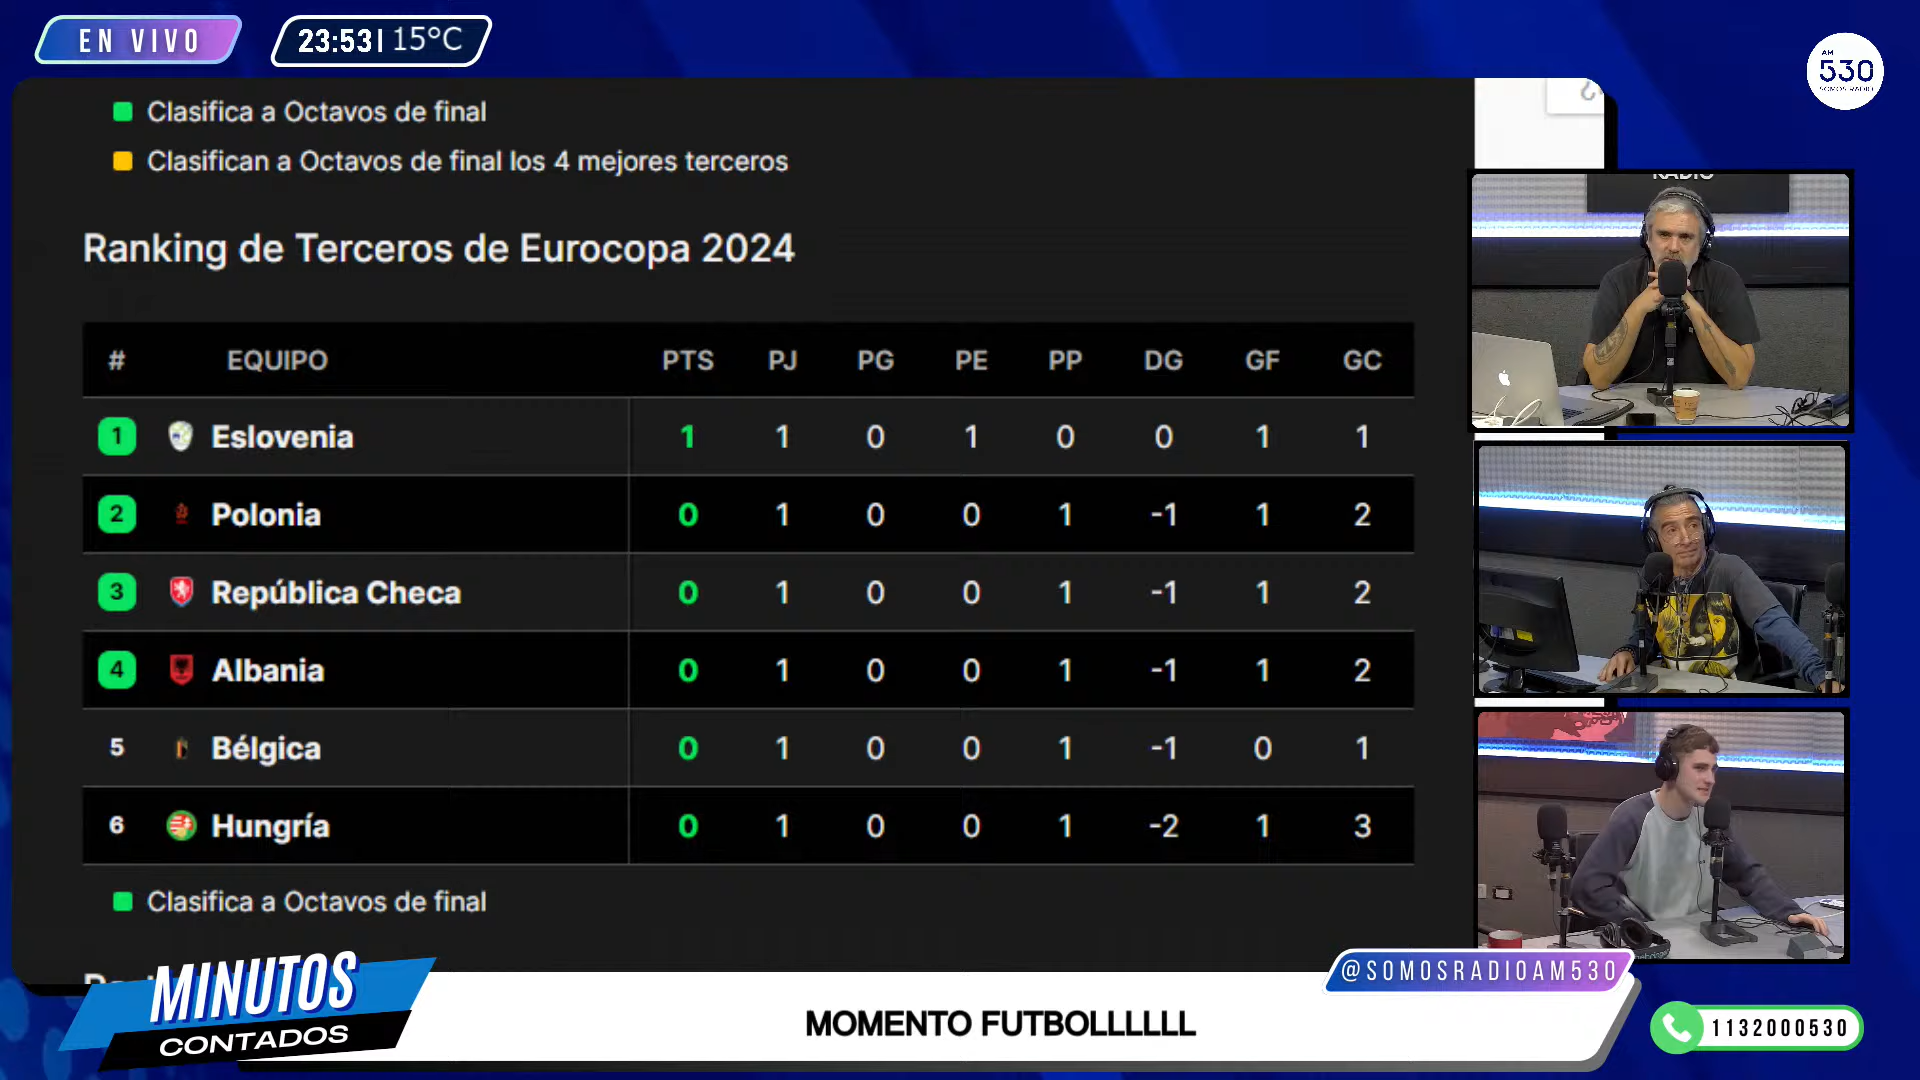 EN VIVO
23:53 | 15°C
AM
530
SOMOS RADIO
Clasifica a Octavos de final
Clasifican a Octavos de final los 4 mejores terceros
RADIO
Ranking de Terceros de Eurocopa 2024
# EQUIPO PTS PJ PG PE PP DG GF GC
1 Eslovenia 1 1 0 1 0 0 1 1
2 Polonia 0 1 0 0 1 -1 1 2
3 República Checa 0 1 0 0 1 -1 1 2
4 Albania 0 1 0 0 1 -1 1 2
5 Bélgica 0 1 0 0 1 -1 0 1
6 Hungría 0 1 0 0 1 -2 1 3
Clasifica a Octavos de final
MINUTOS
CONTADOS
@SOMOSRADIOAM530
MOMENTO FUTBOLLLLLL
1132000530